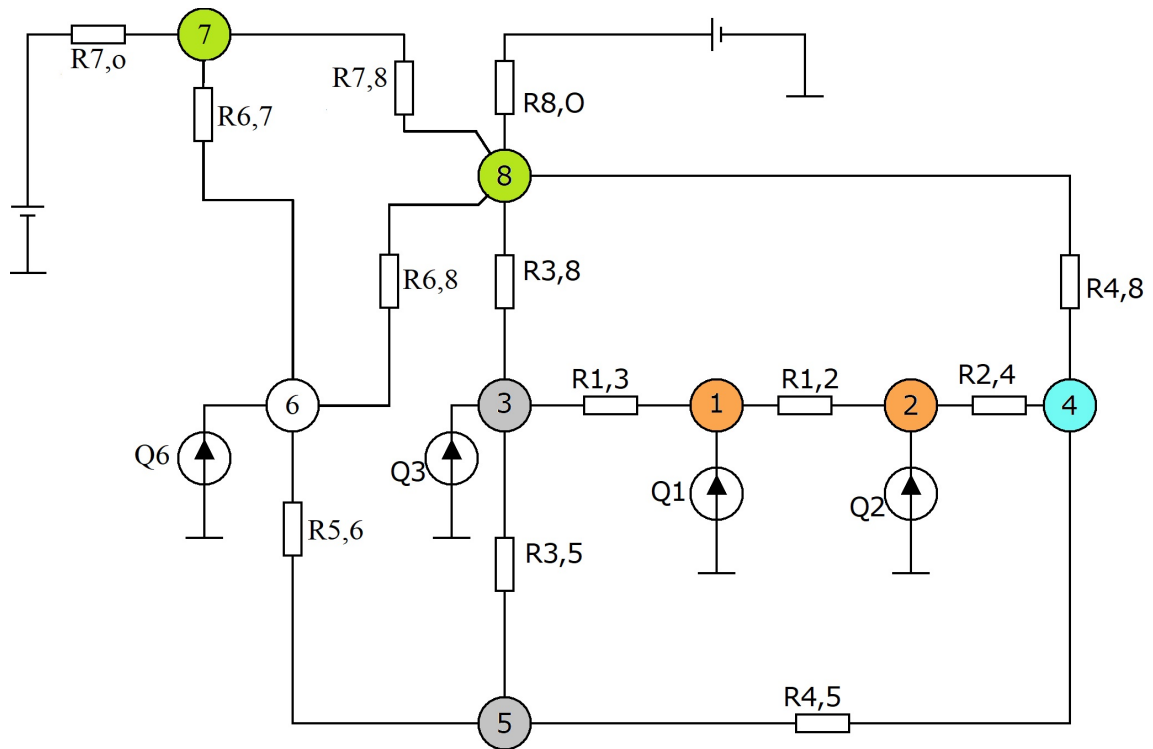 7
R7,o
R7,8
R6,7
R8,O
8
R3,8
R6,8
R4,8
R1,3
R1,2
R2,4
6
3
1
2
4
Q6
Q3
Q1
Q2
R5,6
R3,5
R4,5
5